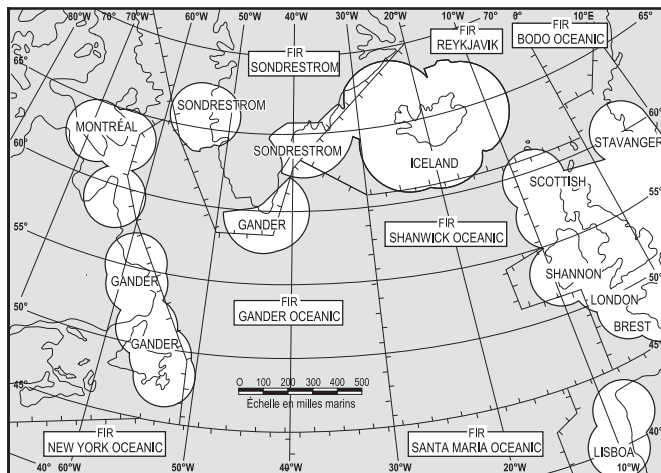 80°W 70°W 60°W 50°W 40°W 30°W 20°W 10°W 0° 10°E 20°E
65°
70°
70°
65°
FIR
SONDRESTROM
FIR
REYKJAVIK
FIR
BODO OCEANIC
SONDRESTROM
MONTRÉAL
60°
60°
STAVANGER
SONDRESTROM
ICELAND
SCOTTISH
55°
55°
GANDER
FIR
SHANWICK OCEANIC
SHANNON
GANDER
50°
50°
FIR
GANDER OCEANIC
LONDON
BREST
GANDER
45°
45°
0 100 200 300 400 500
Échelle en milles marins
FIR
NEW YORK OCEANIC
FIR
SANTA MARIA OCEANIC
LISBOA
40° 60°W 50°W 40°W 30°W 20°W 10°W 40°